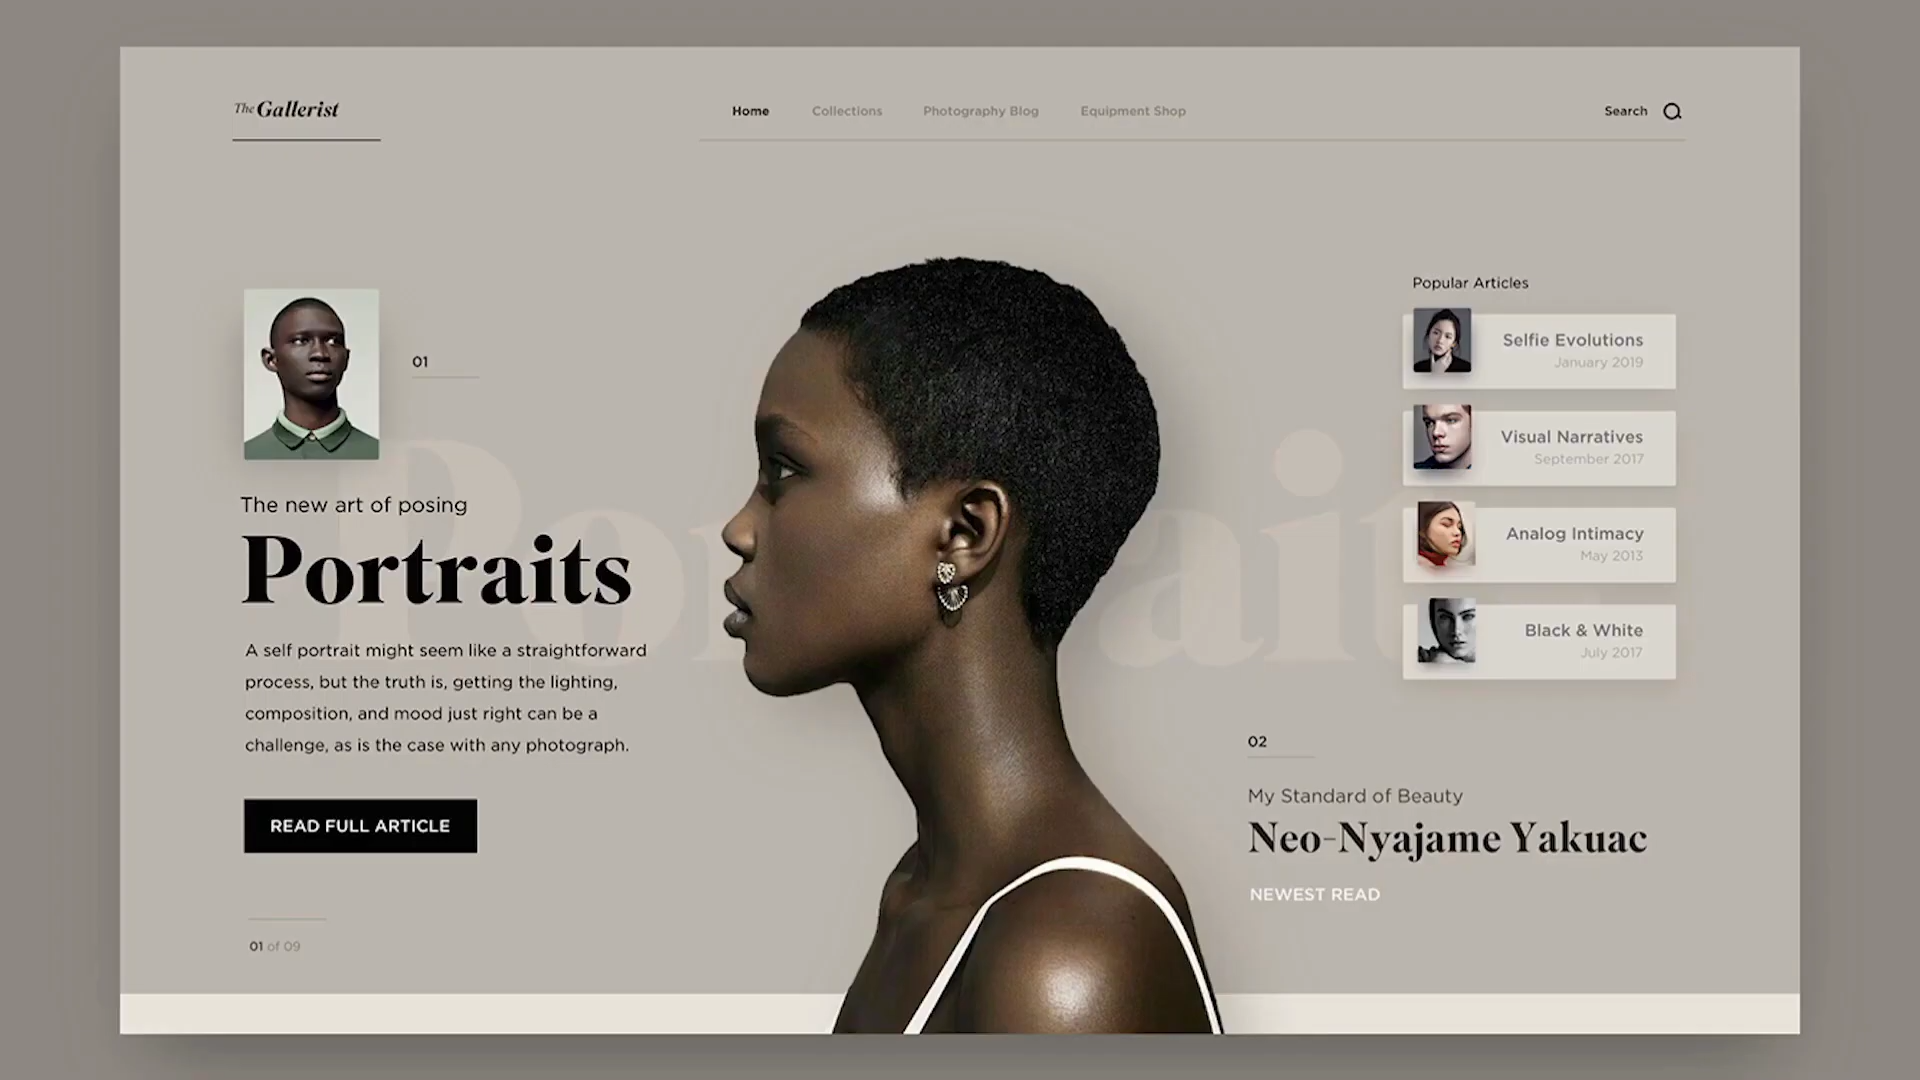 The Gallerist
Home
Collections
Photography Blog
Equipment Shop
Search
01
The new art of posing
Portraits
A self portrait might seem like a straightforward
process, but the truth is, getting the lighting,
composition, and mood just right can be a
challenge, as is the case with any photograph.
READ FULL ARTICLE
01 of 09
Portrait
Popular Articles
Selfie Evolutions
January 2019
Visual Narratives
September 2017
Analog Intimacy
May 2013
Black & White
July 2017
02
My Standard of Beauty
Neo-Nyajame Yakuac
NEWEST READ